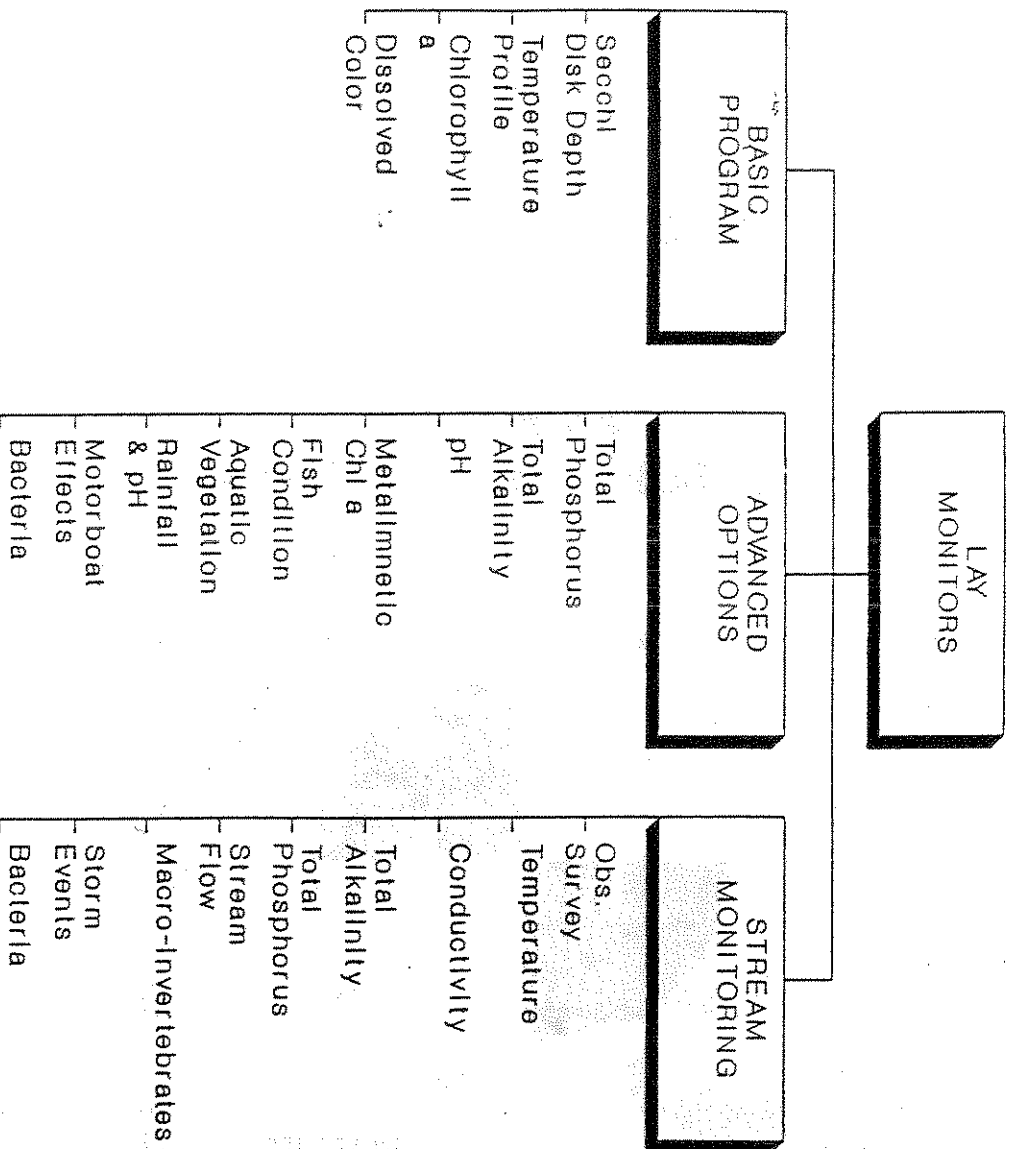 LAY
MONITORS
BASIC
PROGRAM
Secchi
Disk Depth
Temperature
Profile
Chlorophyll
a
Dissolved
Color
ADVANCED
OPTIONS
Total
Phosphorus
Total
Alkalinity
pH
Metalimnetic
Chl a
Fish
Condition
Aquatic
Vegetation
Rainfall
& pH
Motorboat
Effects
Bacteria
STREAM
MONITORING
Obs.
Survey
Temperature
Conductivity
Total
Alkalinity
Total
Phosphorus
Stream
Flow
Macro-Invertebrates
Storm
Events
Bacteria